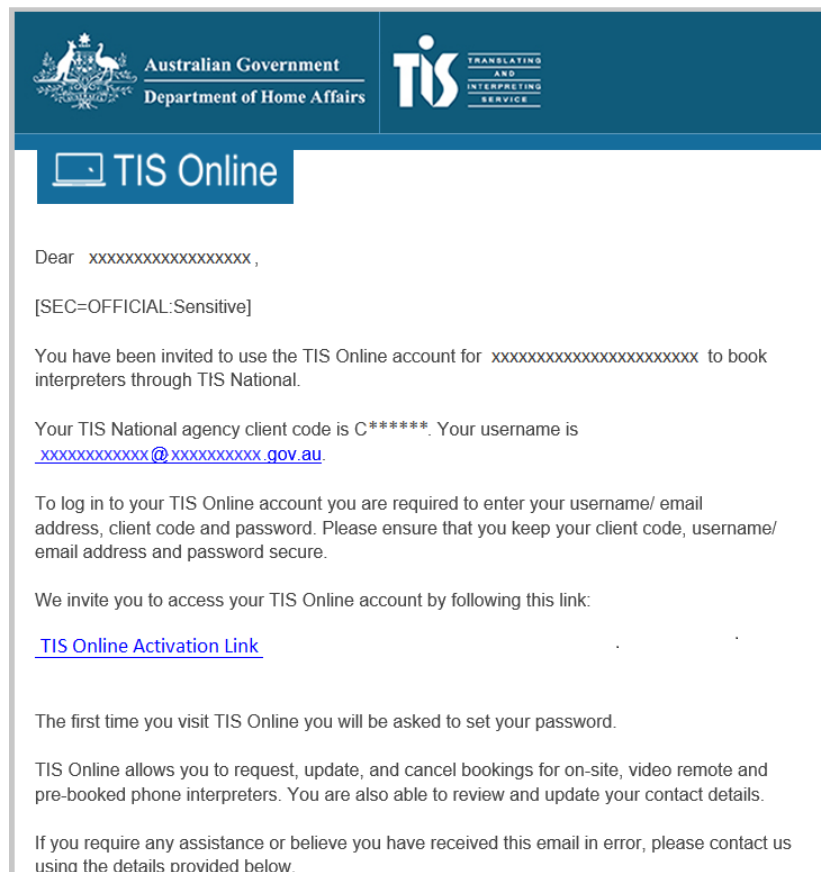 Australian Government
Department of Home Affairs
TIS
TRANSLATING
AND
INTERPRETING
SERVICE
TIS Online
Dear xxxxxxxxxxxxxxxxxx ,
[SEC=OFFICIAL:Sensitive]
You have been invited to use the TIS Online account for xxxxxxxxxxxxxxxxxxxxxxx to book
interpreters through TIS National.
Your TIS National agency client code is C******. Your username is
xxxxxxxxxxxx@xxxxxxxxxx.gov.au.
To log in to your TIS Online account you are required to enter your username/ email
address, client code and password. Please ensure that you keep your client code, username/
email address and password secure.
We invite you to access your TIS Online account by following this link:
TIS Online Activation Link
The first time you visit TIS Online you will be asked to set your password.
TIS Online allows you to request, update, and cancel bookings for on-site, video remote and
pre-booked phone interpreters. You are also able to review and update your contact details.
If you require any assistance or believe you have received this email in error, please contact us
using the details provided below.